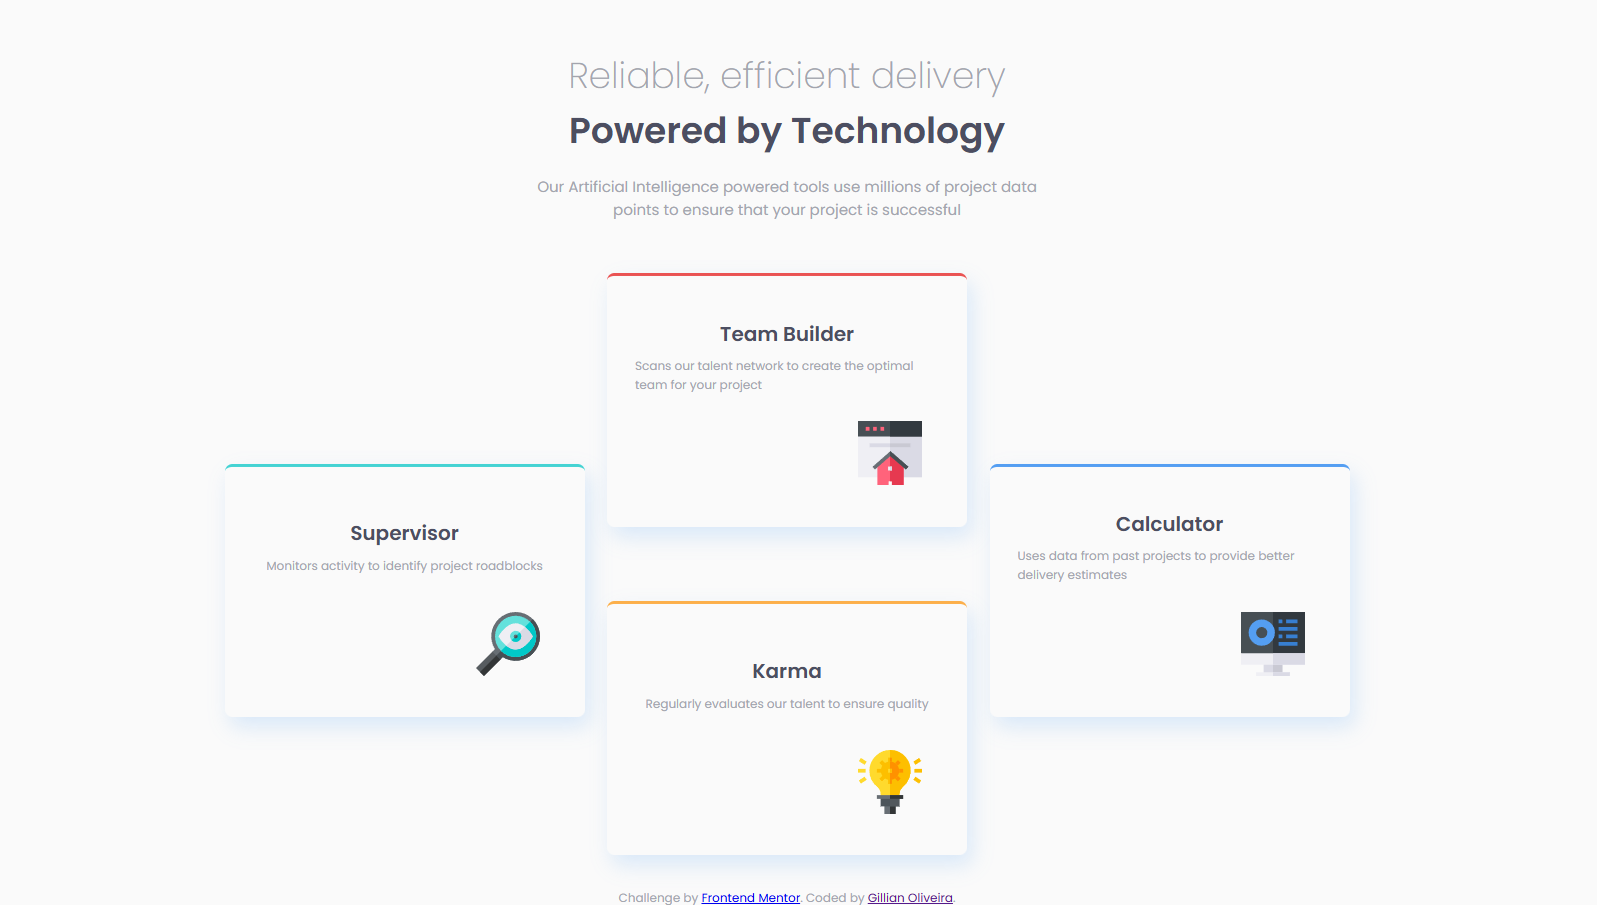 Reliable, efficient delivery
Powered by Technology
Our Artificial Intelligence powered tools use millions of project data
points to ensure that your project is successful
Team Builder
Scans our talent network to create the optimal
team for your project
Supervisor
Monitors activity to identify project roadblocks
Calculator
Uses data from past projects to provide better
delivery estimates
Karma
Regularly evaluates our talent to ensure quality
Challenge by Frontend Mentor. Coded by Gillian Oliveira.